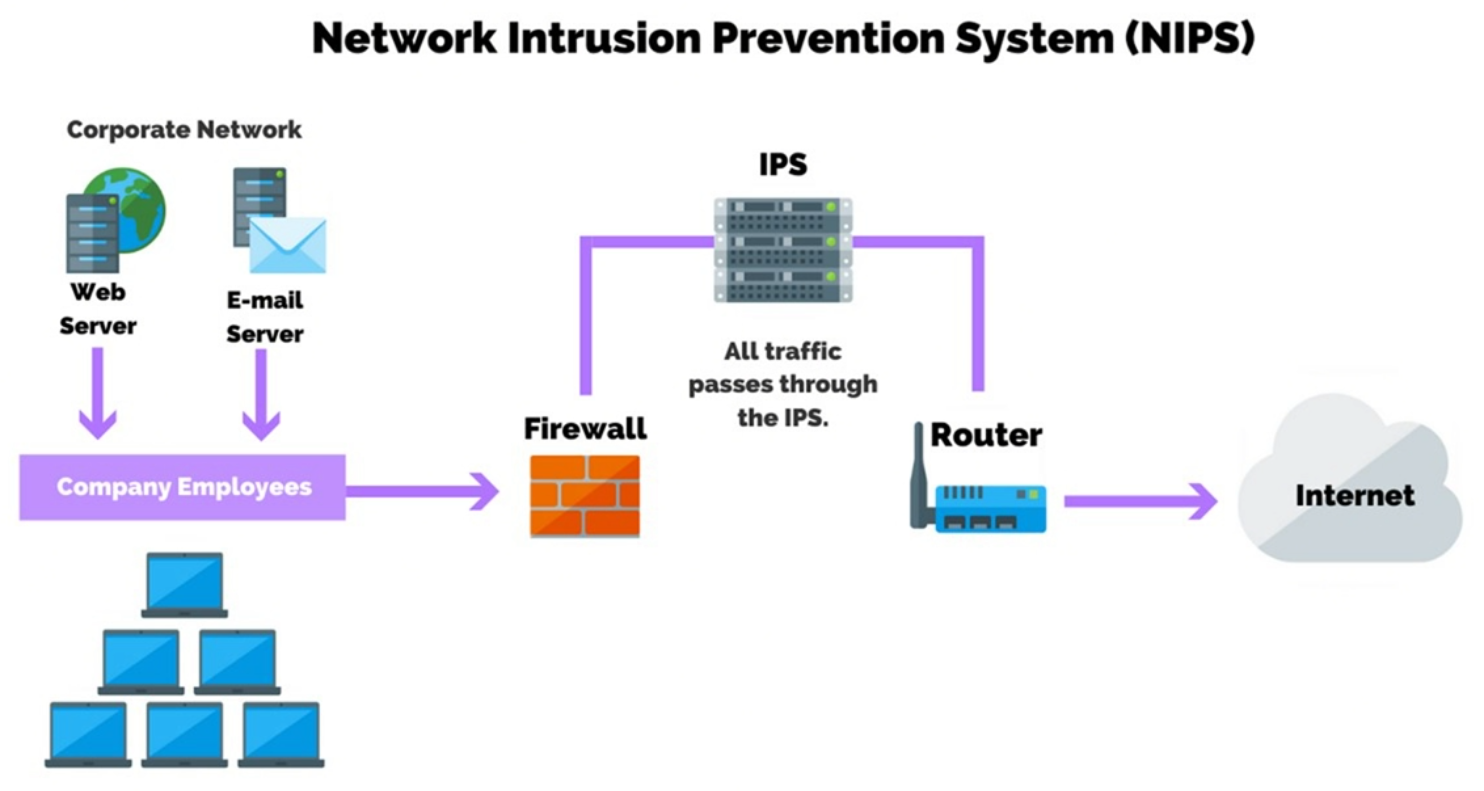 Network Intrusion Prevention System (NIPS)
Corporate Network
Web
Server
E-mail
Server
Company Employees
Firewall
IPS
All traffic
passes through
the IPS.
Router
Internet